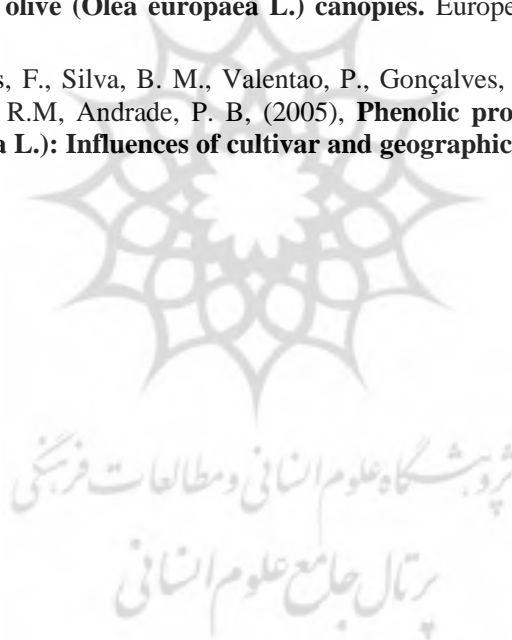 olive (Olea europaea L.) canopies. Europe
s, F., Silva, B. M., Valentao, P., Gonçalves,
R.M, Andrade, P. B, (2005), Phenolic pro
a L.): Influences of cultivar and geographic
پژوهشگاه علوم انسانی و مطالعات فرهنگی
پرتال جامع علوم انسانی